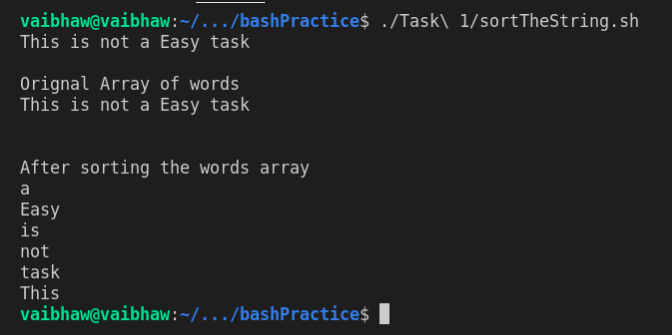 vaibhaw@vaibhaw:~/.../bashPractice$ ./Task\ 1/sortTheString.sh
This is not a Easy task
Orignal Array of words
This is not a Easy task
After sorting the words array
a
Easy
is
not
task
This
vaibhaw@vaibhaw:~/.../bashPractice$